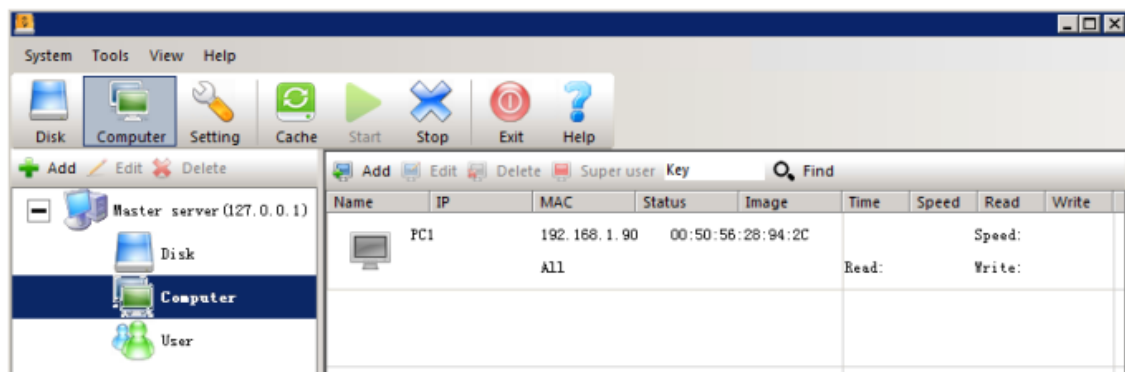 System Tools View Help
Disk Computer Setting Cache Start Stop Exit Help
Add Edit Delete
Master server(127.0.0.1)
Disk
Computer
User
Add Edit Delete Super user Key Find
Name IP MAC Status Image Time Speed Read Write
PC1 192.168.1.90 00:50:56:28:94:2C Speed:
All Read: Write: